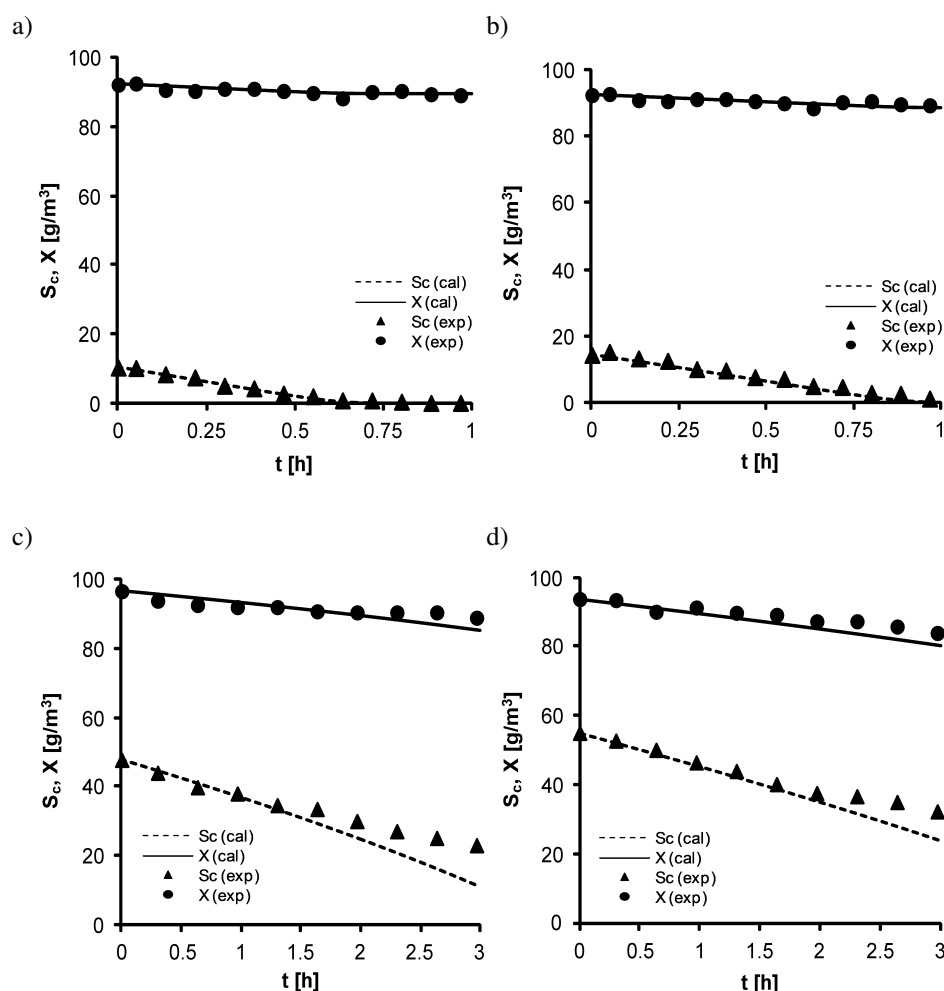 a)
100
80
60
40
20
0
Sc, X [g/m³]
Sc (cal)
X (cal)
Sc (exp)
X (exp)
0 0.25 0.5 0.75 1
t [h]
b)
100
80
60
40
20
0
Sc, X [g/m³]
Sc (cal)
X (cal)
Sc (exp)
X (exp)
0 0.25 0.5 0.75 1
t [h]
c)
100
80
60
40
20
0
Sc, X [g/m³]
Sc (cal)
X (cal)
Sc (exp)
X (exp)
0 0.5 1 1.5 2 2.5 3
t [h]
d)
100
80
60
40
20
0
Sc, X [g/m³]
Sc (cal)
X (cal)
Sc (exp)
X (exp)
0 0.5 1 1.5 2 2.5 3
t [h]